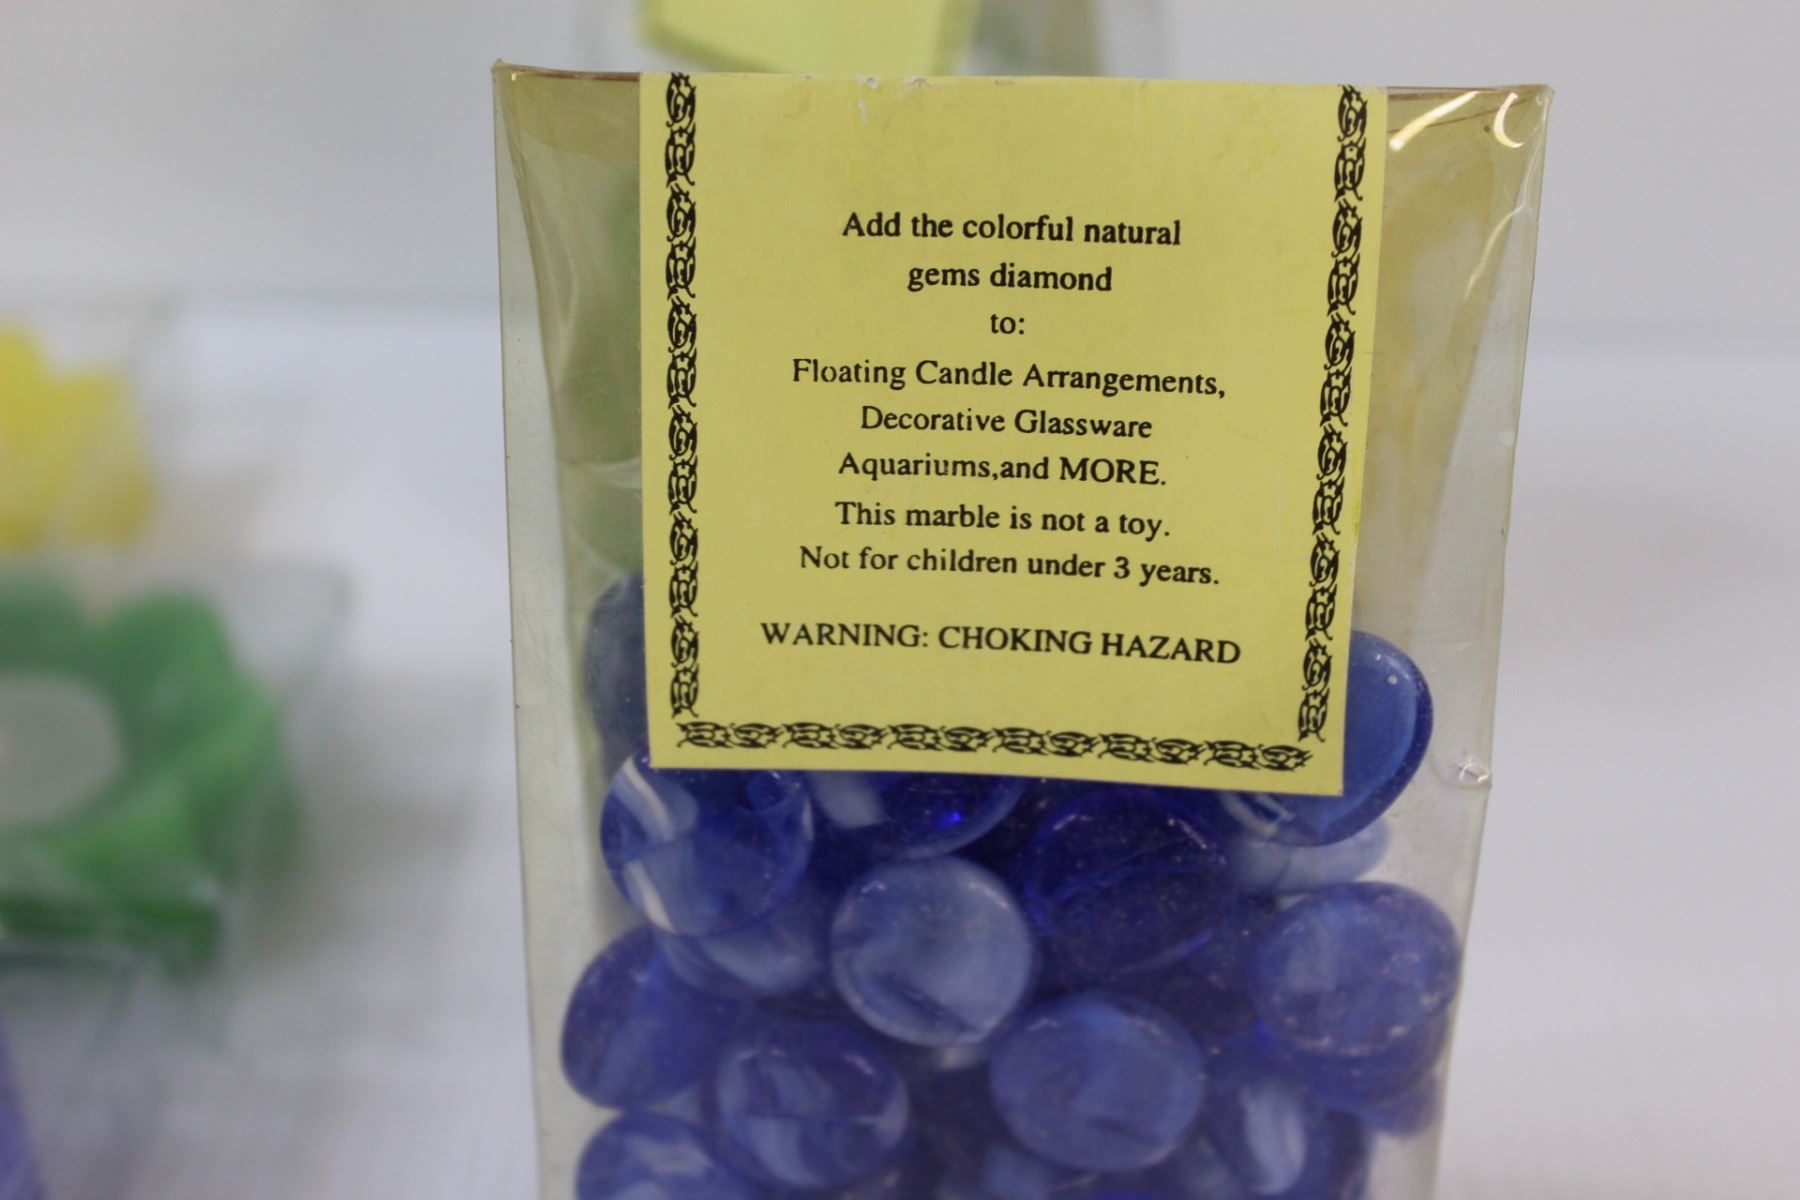 Add the colorful natural
gems diamond
to:
Floating Candle Arrangements,
Decorative Glassware
Aquariums,and MORE.
This marble is not a toy.
Not for children under 3 years.
WARNING: CHOKING HAZARD